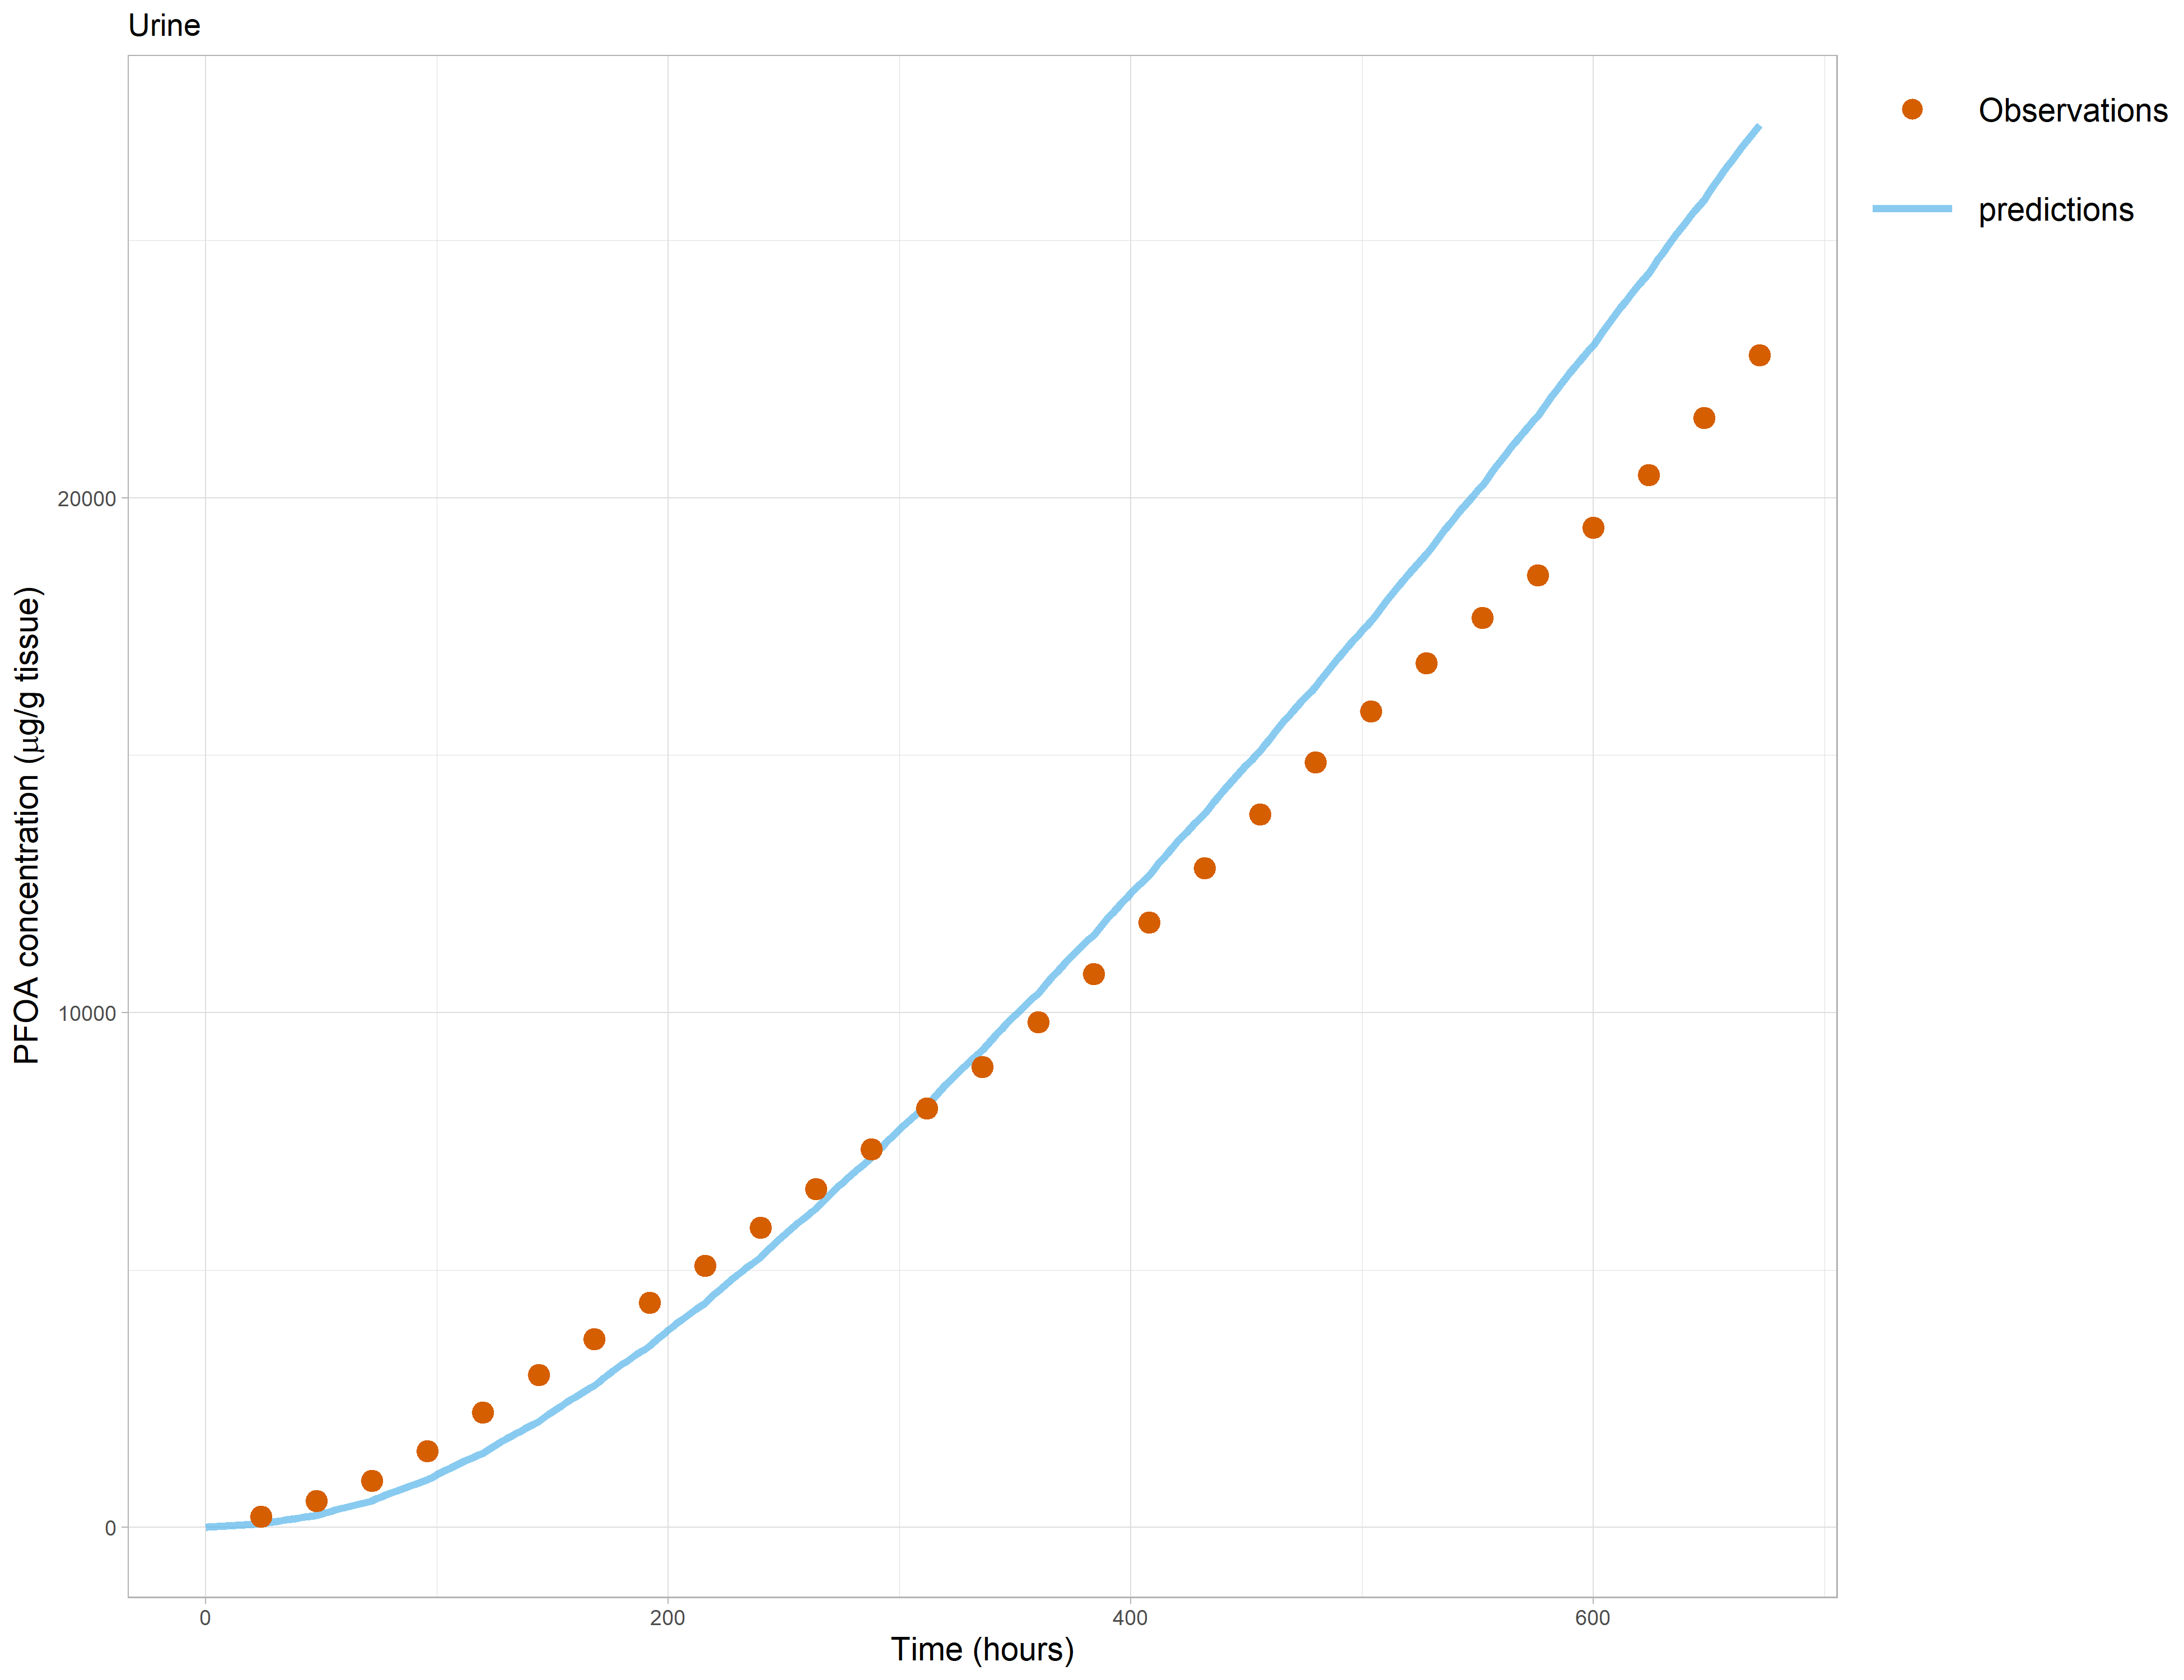 Urine
Observations
predictions
PFOA concentration (μg/g tissue)
20000
10000
0
0 200 400 600
Time (hours)